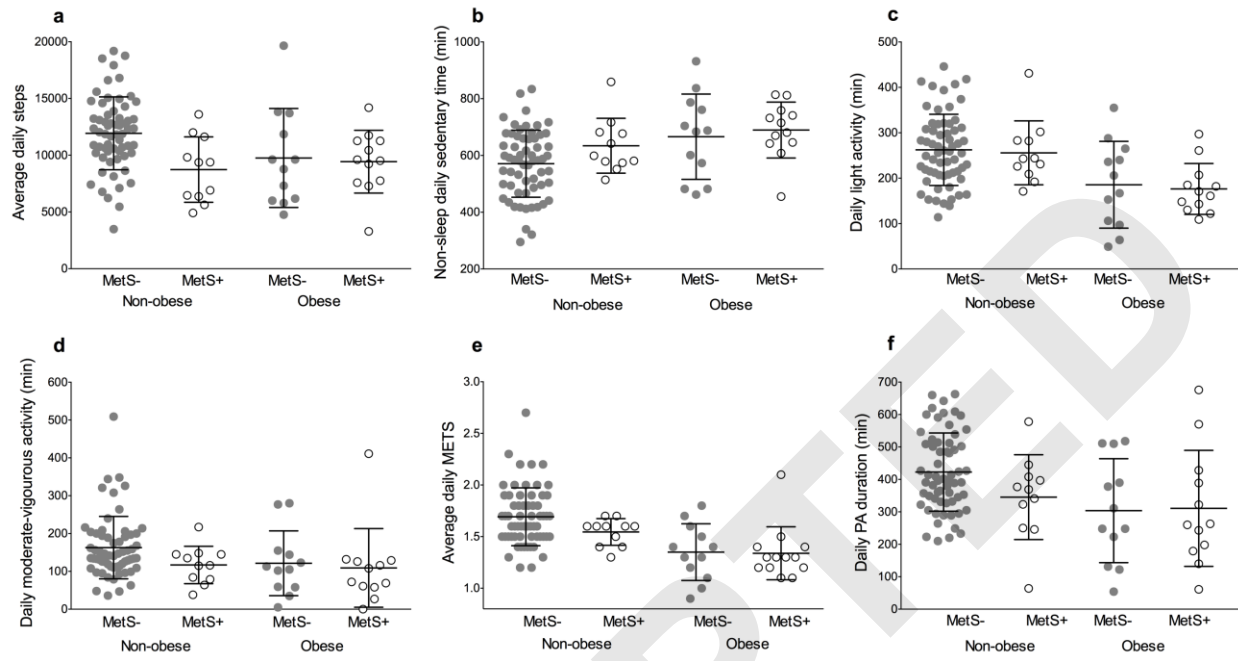 a
Average daily steps
20000
15000
10000
5000
0
MetS- MetS+ MetS- MetS+
Non-obese Obese
b
Non-sleep daily sedentary time (min)
1000
800
600
400
200
MetS- MetS+ MetS- MetS+
Non-obese Obese
c
Daily light activity (min)
500
400
300
200
100
0
MetS- MetS+ MetS- MetS+
Non-obese Obese
d
Daily moderate-vigourous activity (min)
600
500
400
300
200
100
0
MetS- MetS+ MetS- MetS+
Non-obese Obese
e
Average daily METS
3.0
2.5
2.0
1.5
1.0
MetS- MetS+ MetS- MetS+
Non-obese Obese
f
Daily PA duration (min)
700
600
500
400
300
200
100
0
MetS- MetS+ MetS- MetS+
Non-obese Obese
PTED